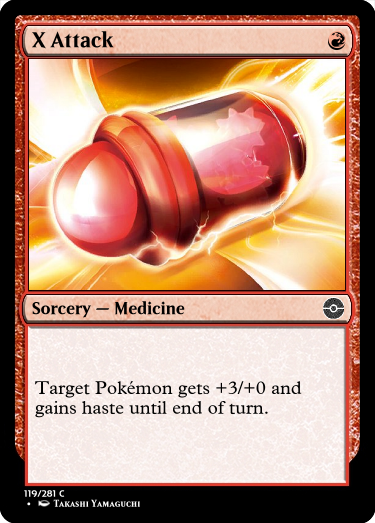 X Attack
Sorcery — Medicine
Target Pokémon gets +3/+0 and
gains haste until end of turn.
119/281 C
• Takashi Yamaguchi